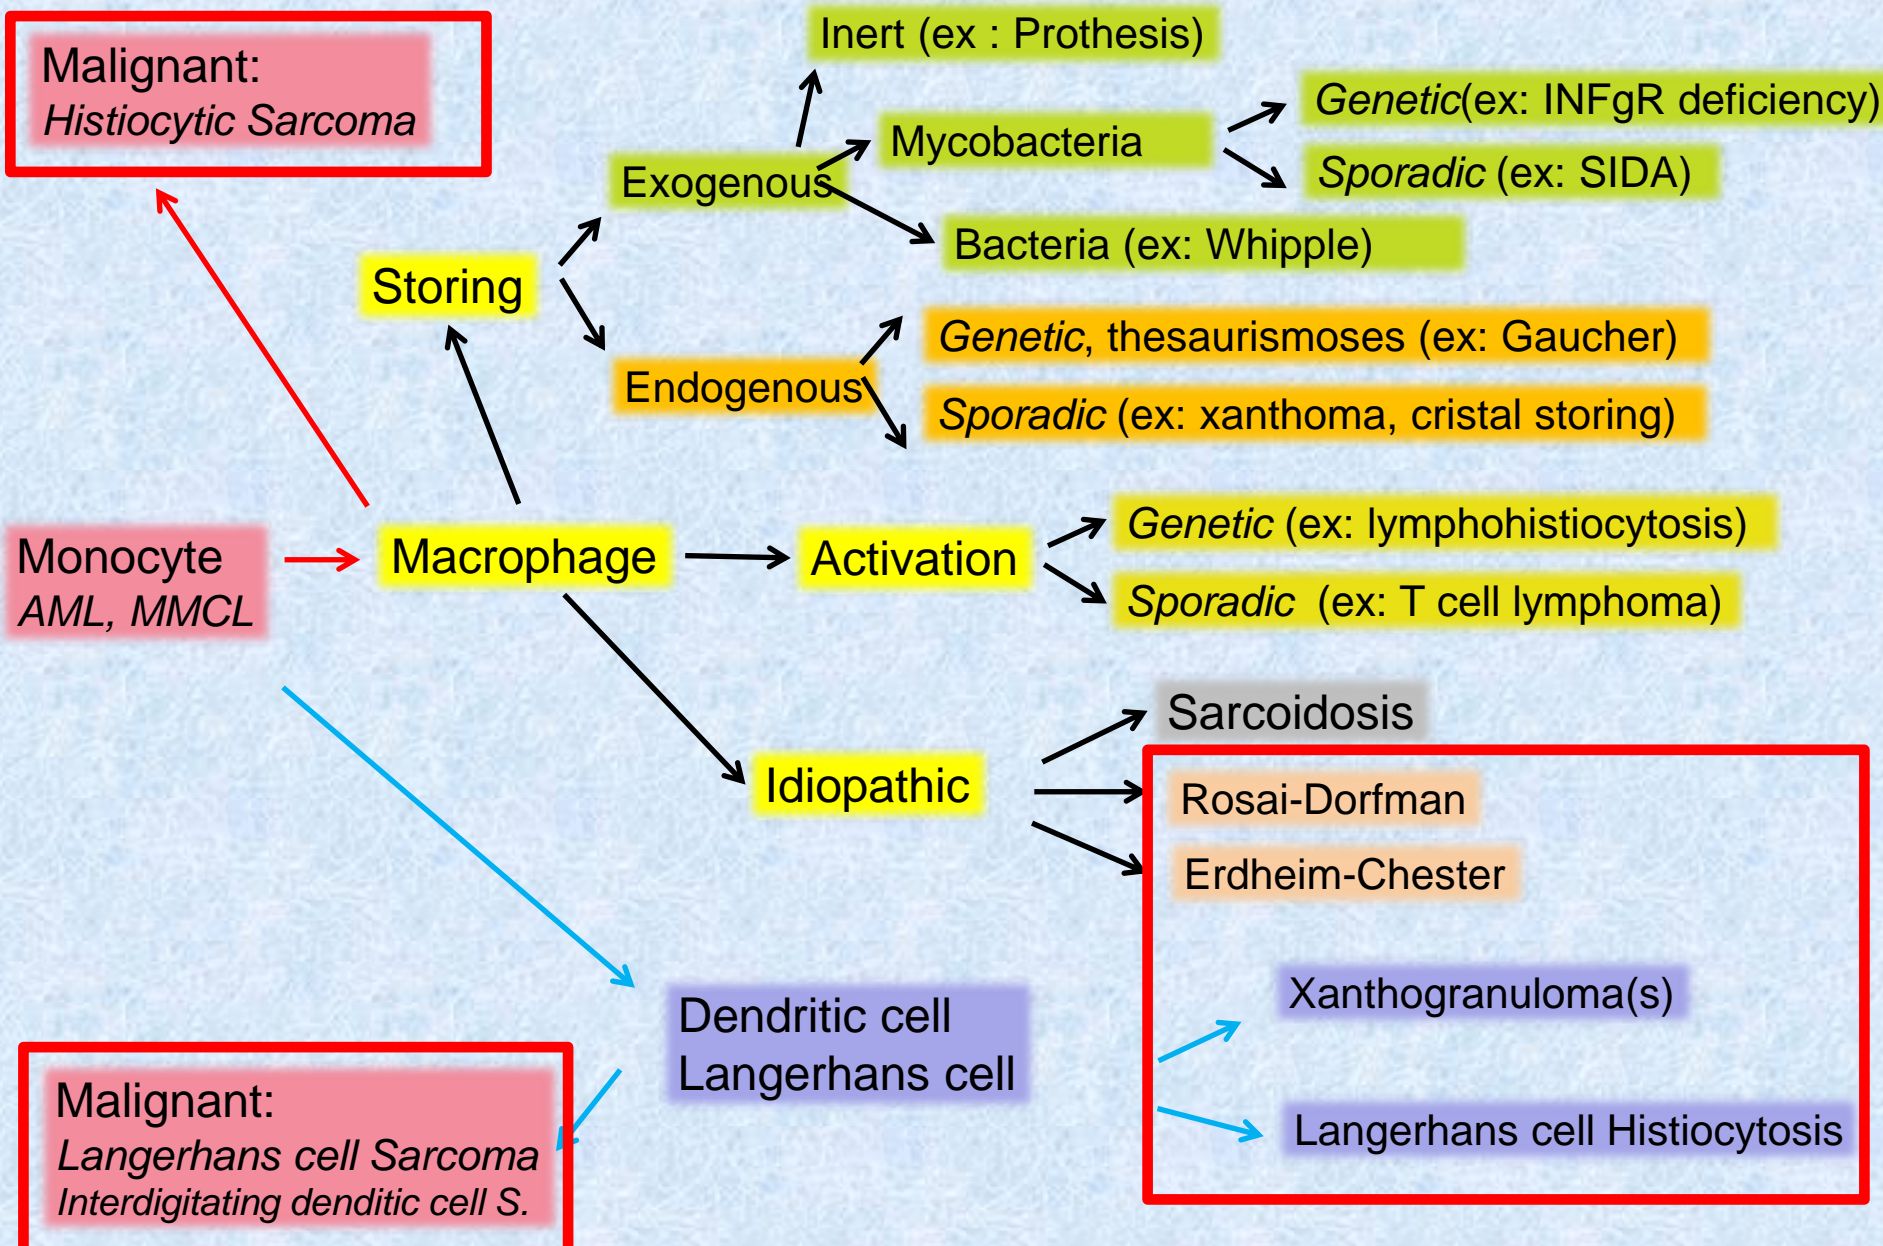 Malignant:
Histiocytic Sarcoma
Inert (ex : Prothesis)
Exogenous
Mycobacteria
Genetic(ex: INFgR deficiency)
Sporadic (ex: SIDA)
Bacteria (ex: Whipple)
Storing
Endogenous
Genetic, thesaurismoses (ex: Gaucher)
Sporadic (ex: xanthoma, cristal storing)
Monocyte
AML, MMCL
Macrophage
Activation
Genetic (ex: lymphohistiocytosis)
Sporadic (ex: T cell lymphoma)
Idiopathic
Sarcoidosis
Rosai-Dorfman
Erdheim-Chester
Dendritic cell
Langerhans cell
Xanthogranuloma(s)
Langerhans cell Histiocytosis
Malignant:
Langerhans cell Sarcoma
Interdigitating denditic cell S.